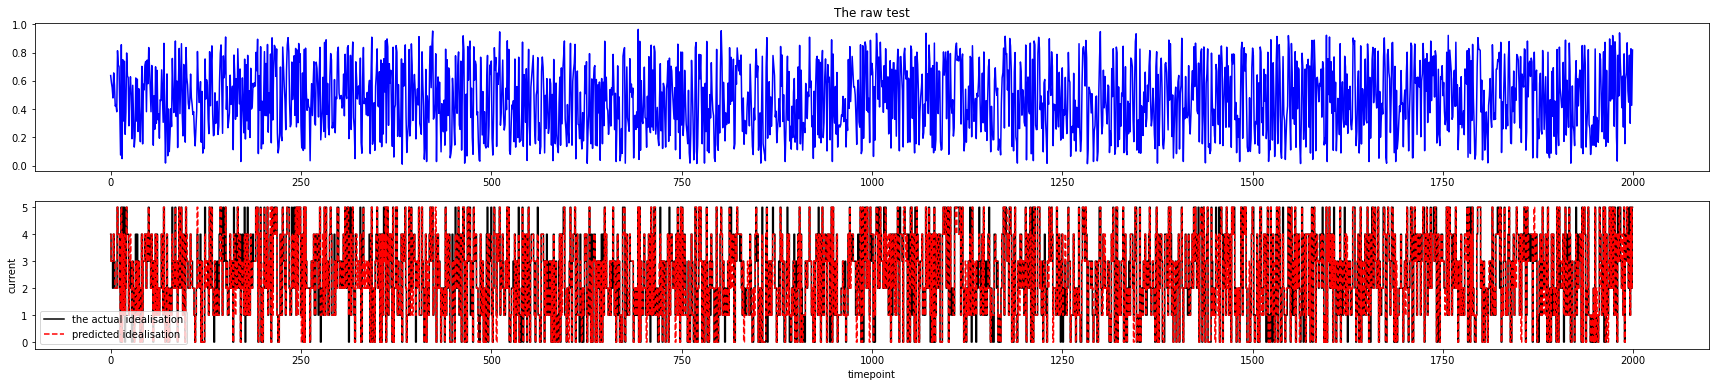 The raw test
1.0
0.8
0.6
0.4
0.2
0.0
0 250 500 750 1000 1250 1500 1750 2000
5
4
3
2
1
0
current
the actual idealisation
predicted idealisation
0 250 500 750 1000 1250 1500 1750 2000
timepoint